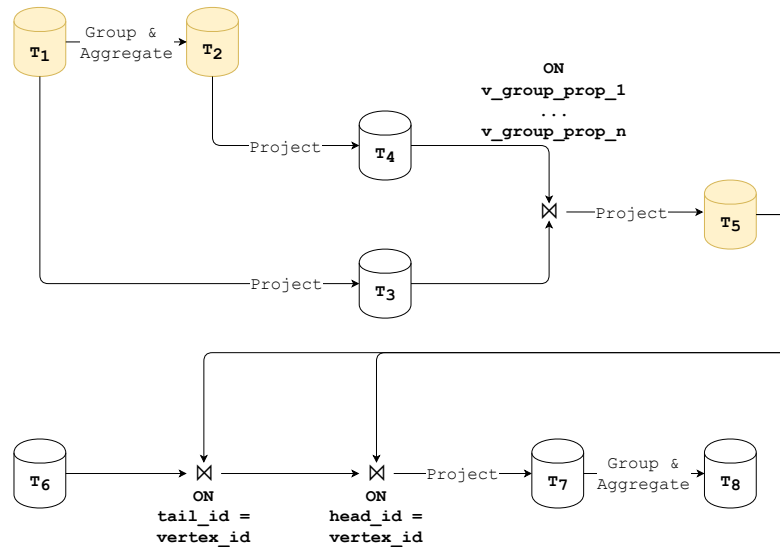 Group &
Aggregate
T1
T2
ON
v_group_prop_1
...
v_group_prop_n
Project
T4
Project
T5
Project
T3
T6
ON
tail_id =
vertex_id
ON
head_id =
vertex_id
Project
T7
Group &
Aggregate
T8